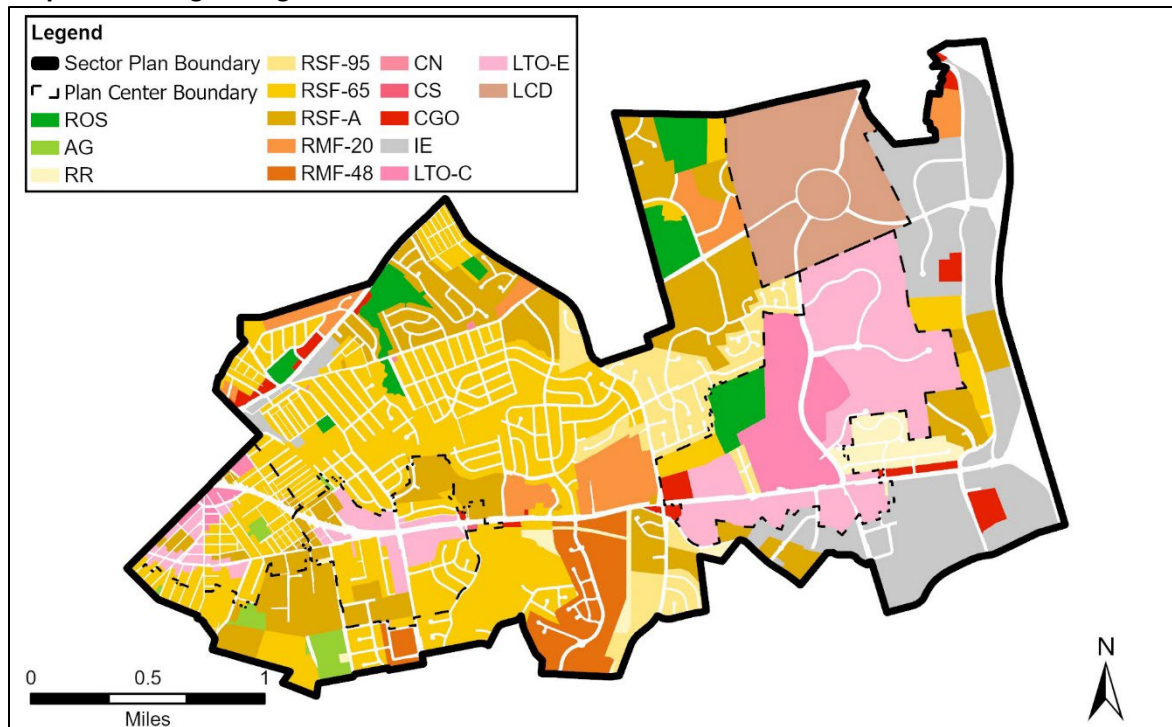 Legend
Sector Plan Boundary
Plan Center Boundary
ROS
AG
RR
RSF-95
RSF-65
RSF-A
RMF-20
RMF-48
CN
CS
CGO
IE
LTO-C
LTO-E
LCD
0 0.5 1
Miles
N